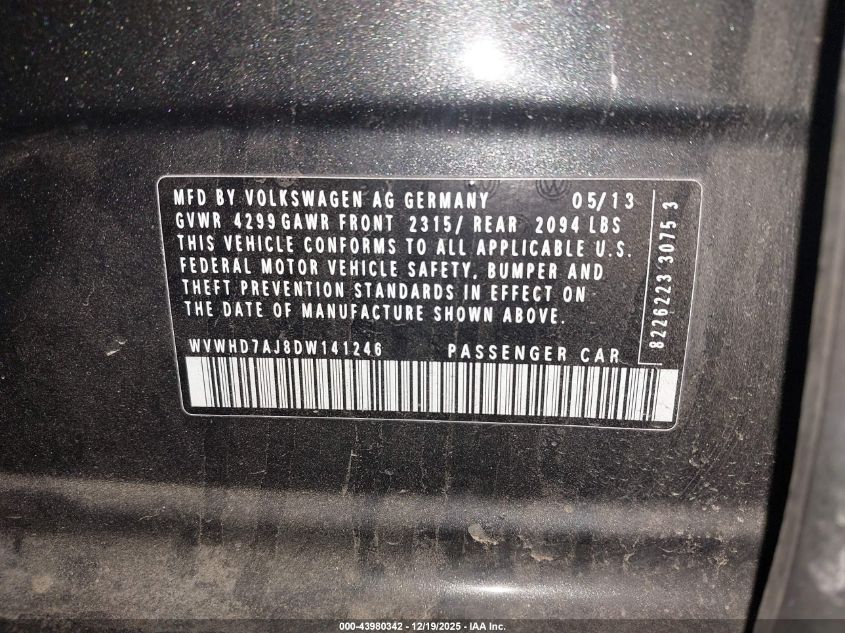 MFD BY VOLKSWAGEN AG GERMANY 05/13
GVWR 4299 GAWR FRONT 2315/ REAR 2094 LBS
THIS VEHICLE CONFORMS TO ALL APPLICABLE U.S.
FEDERAL MOTOR VEHICLE SAFETY, BUMPER AND
THEFT PREVENTION STANDARDS IN EFFECT ON
THE DATE OF MANUFACTURE SHOWN ABOVE.
WVWHD7AJ8DW141246 PASSENGER CAR
8226223 3075 3
000-43980342 - 12/19/2025 - IAA Inc.